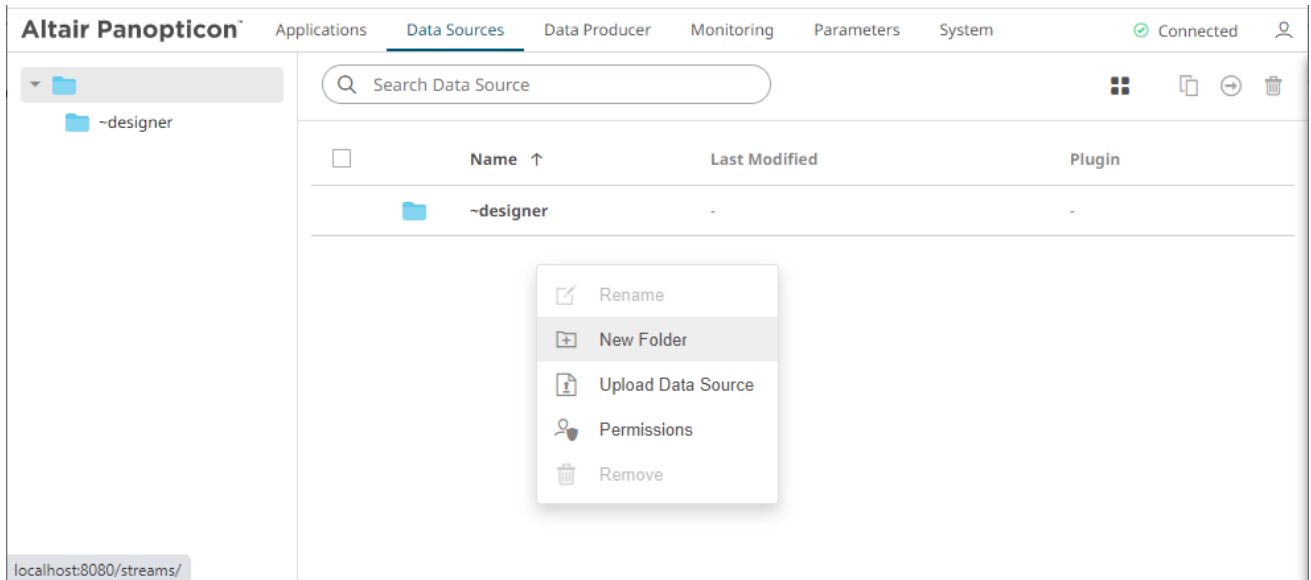 Altair Panopticon™ Applications Data Sources Data Producer Monitoring Parameters System Connected
Search Data Source
~designer
Name ↑ Last Modified Plugin
~designer - -
Rename
New Folder
Upload Data Source
Permissions
Remove
localhost:8080/streams/